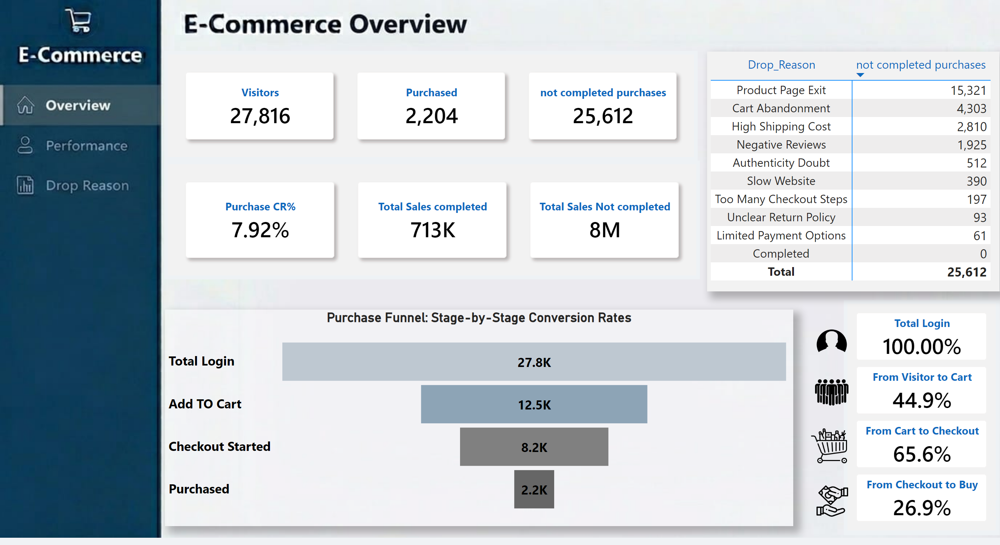 E-Commerce
Overview
Performance
Drop Reason
E-Commerce Overview
Visitors
27,816
Purchased
2,204
not completed purchases
25,612
Purchase CR%
7.92%
Total Sales completed
713K
Total Sales Not completed
8M
Drop_Reason not completed purchases
Product Page Exit 15,321
Cart Abandonment 4,303
High Shipping Cost 2,810
Negative Reviews 1,925
Authenticity Doubt 512
Slow Website 390
Too Many Checkout Steps 197
Unclear Return Policy 93
Limited Payment Options 61
Completed 0
Total 25,612
Purchase Funnel: Stage-by-Stage Conversion Rates
Total Login 27.8K
Add TO Cart 12.5K
Checkout Started 8.2K
Purchased 2.2K
Total Login
100.00%
From Visitor to Cart
44.9%
From Cart to Checkout
65.6%
From Checkout to Buy
26.9%